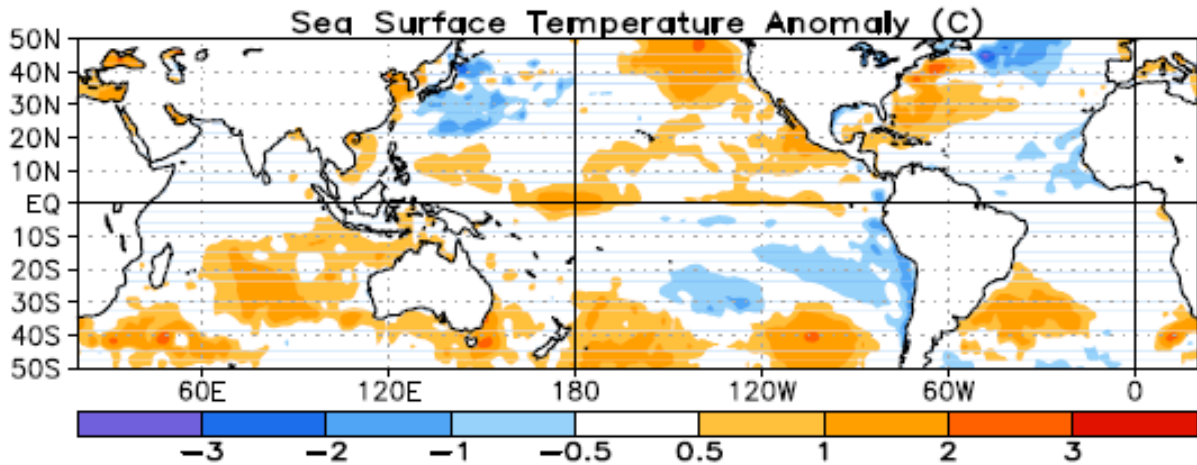 Sea Surface Temperature Anomaly (C)
50N
40N
30N
20N
10N
EQ
10S
20S
30S
40S
50S
60E 120E 180 120W 60W 0
−3 −2 −1 −0.5 0.5 1 2 3